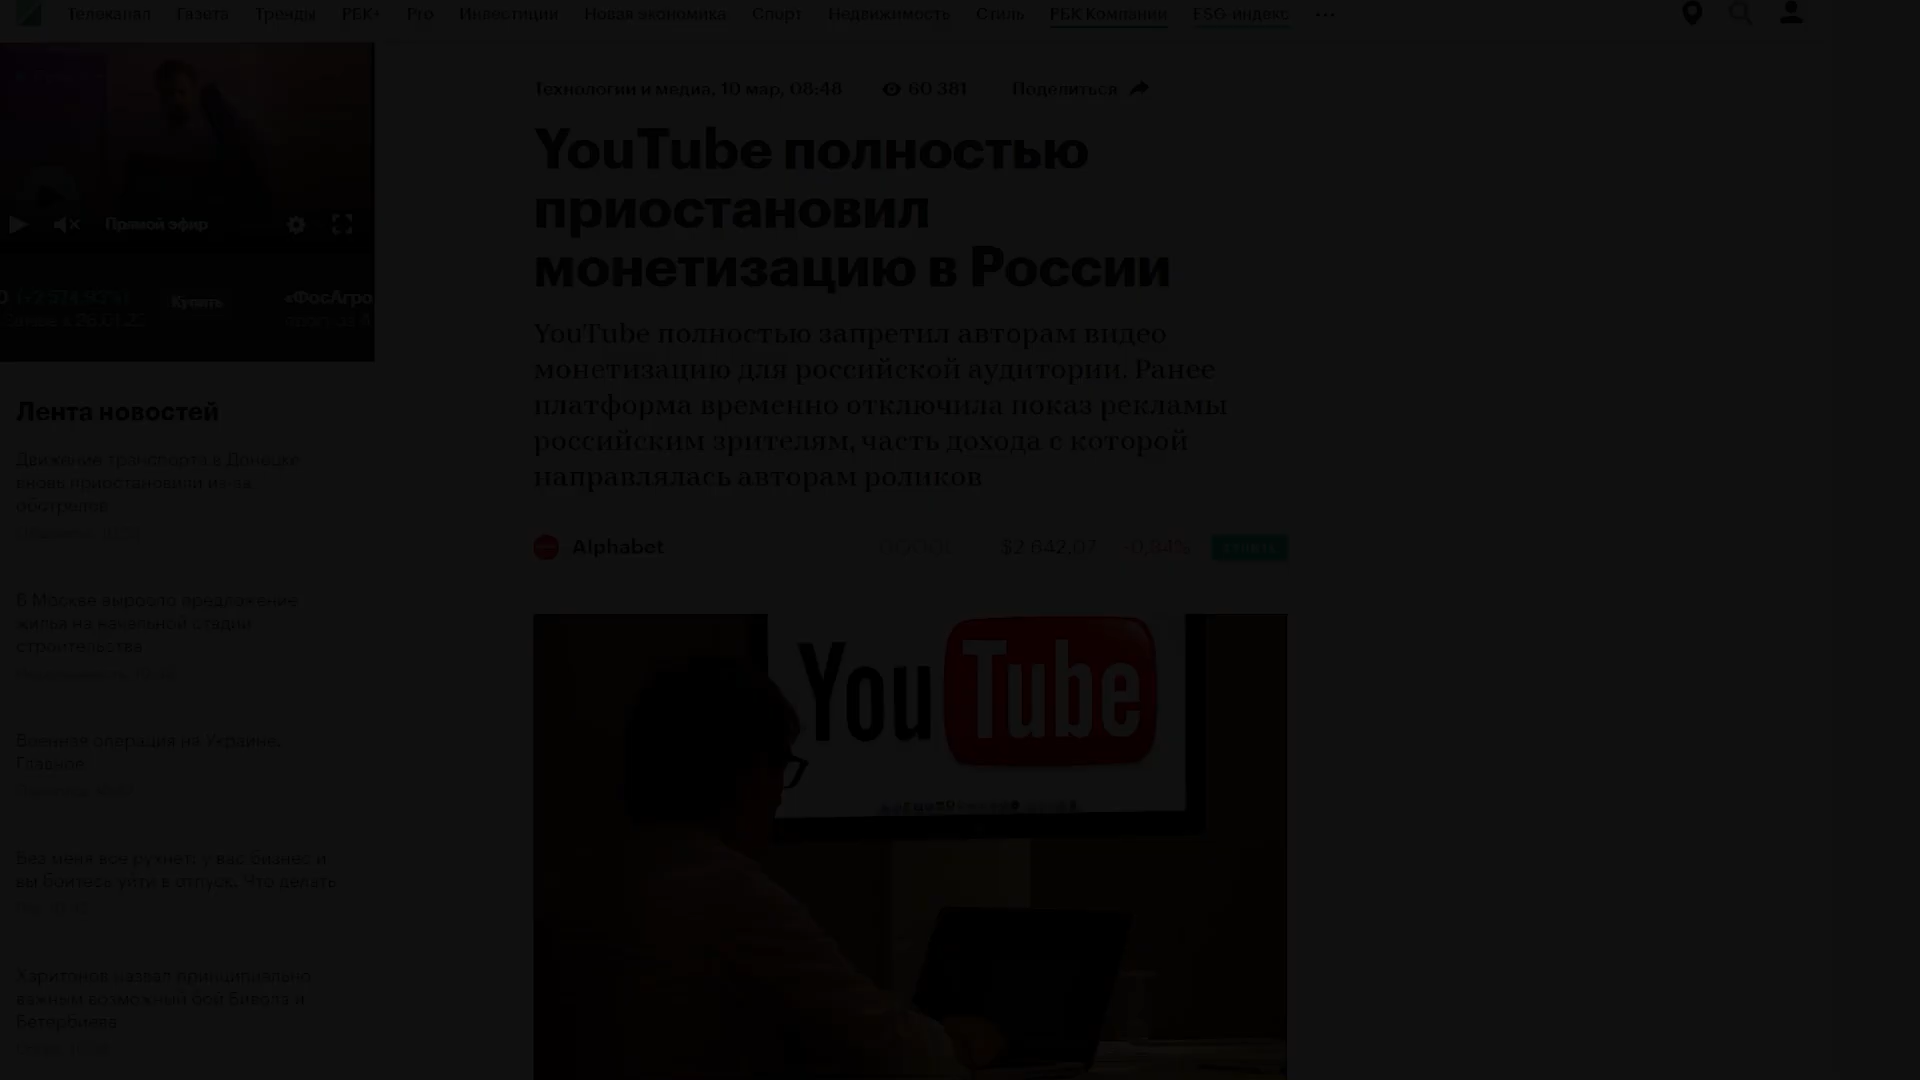 Телеканал Газета Тренды РБК+ Pro Инвестиции Новая экономика Спорт Недвижимость Стиль РБК Компании ESG-индекс ...
Прямой эфир
(+2 574,93%) Купить «ФосАгро
Лента новостей
Движение транспорта в Донецке
вновь приостановили из-за
обстрелов
В Москве выросло предложение
жилья на начальной стадии
строительства
Военная операция на Украине.
Главное
Без меня все рухнет: у вас бизнес и
вы боитесь уйти в отпуск. Что делать
Харитонов назвал принципиально
важным возможный бой Бивола и
Бетербиева
Технологии и медиа, 10 мар, 08:48 60 381 Поделиться
YouTube полностью
приостановил
монетизацию в России
YouTube полностью запретил авторам видео
монетизацию для российской аудитории. Ранее
платформа временно отключила показ рекламы
российским зрителям, часть дохода с которой
направлялась авторам роликов
Alphabet $2 642,07 -0,84%
YouTube